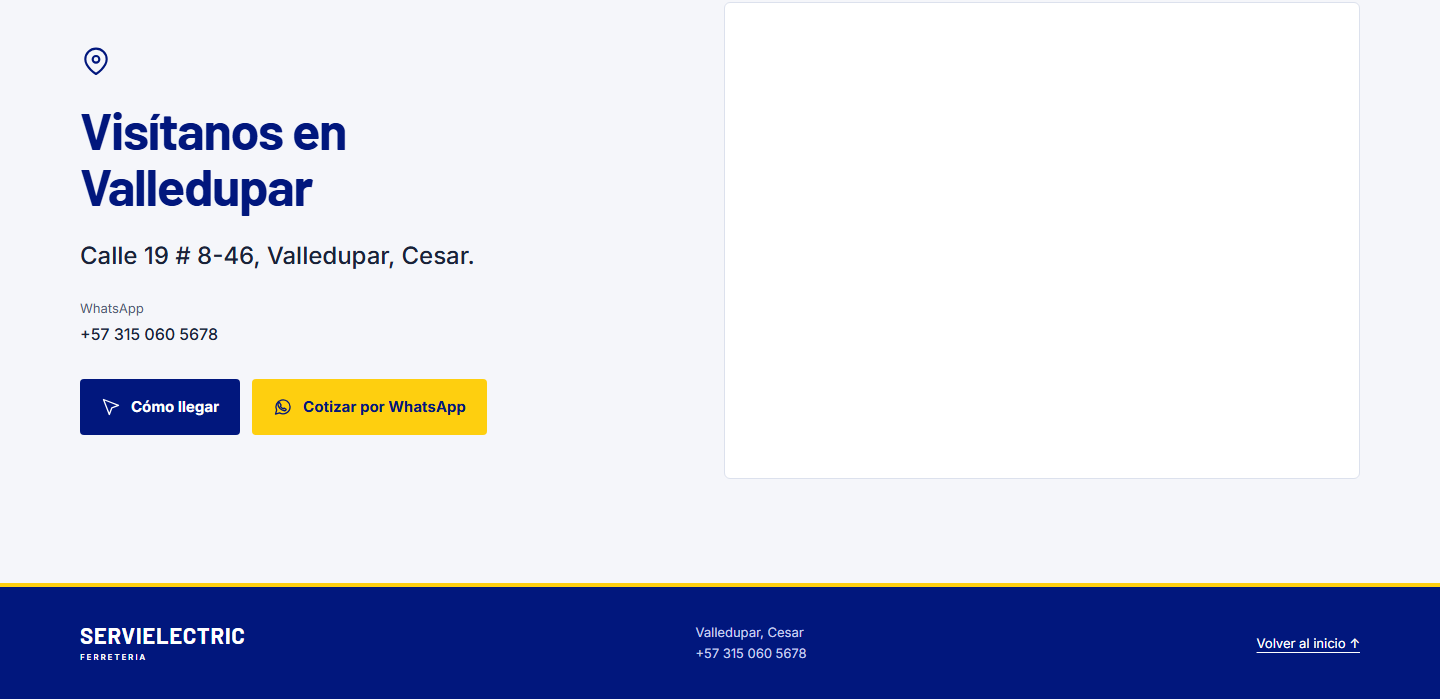 Visítanos en
Valledupar
Calle 19 # 8-46, Valledupar, Cesar.
WhatsApp
+57 315 060 5678
Cómo llegar
Cotizar por WhatsApp
SERVIELECTRIC
FERRETERIA
Valledupar, Cesar
+57 315 060 5678
Volver al inicio ↑